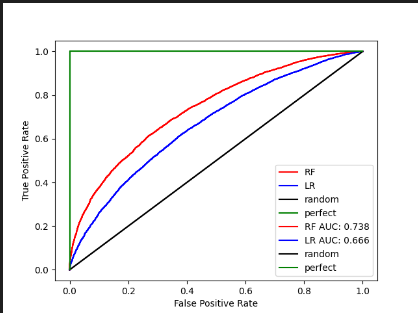 1.0
0.8
0.6
0.4
0.2
0.0
True Positive Rate
RF
LR
random
perfect
RF AUC: 0.738
LR AUC: 0.666
random
perfect
0.0 0.2 0.4 0.6 0.8 1.0
False Positive Rate